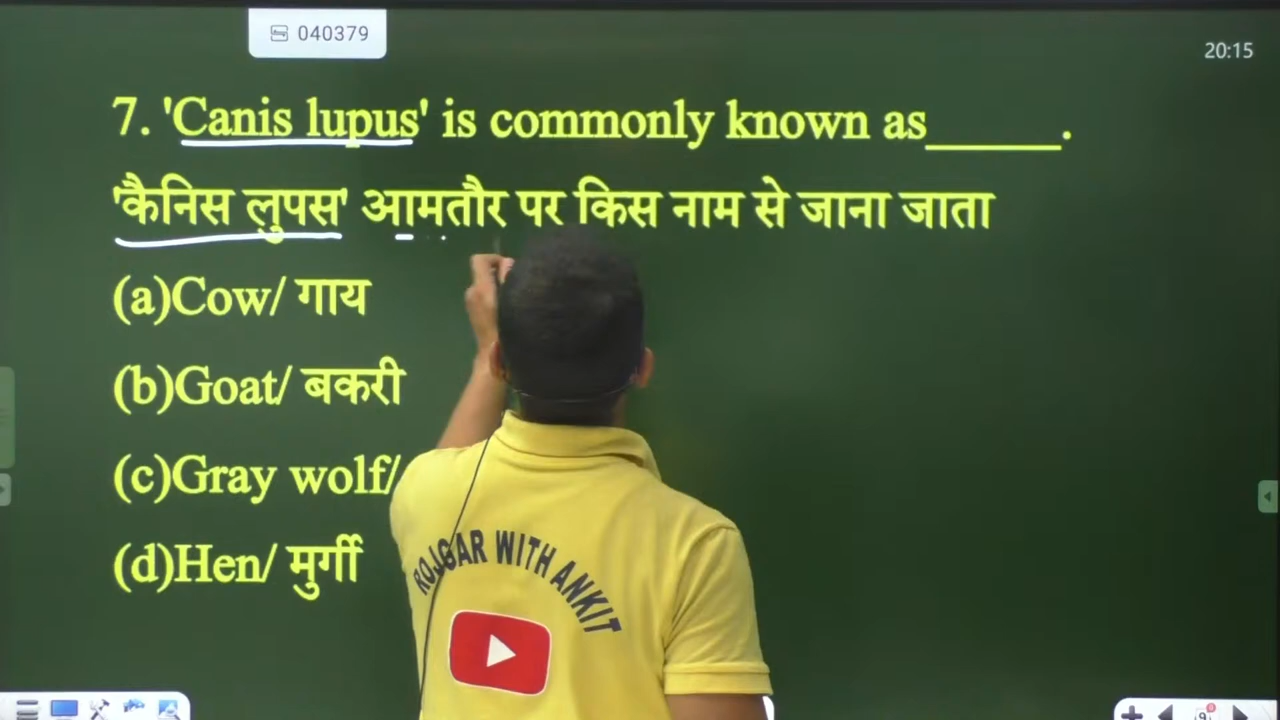 040379
20:15
7. 'Canis lupus' is commonly known as_____.
'कैनिस लुपस' आमतौर पर किस नाम से जाना जाता
(a)Cow/ गाय
(b)Goat/ बकरी
(c)Gray wolf/
(d)Hen/ मुर्गी
ROJGAR WITH ANKIT